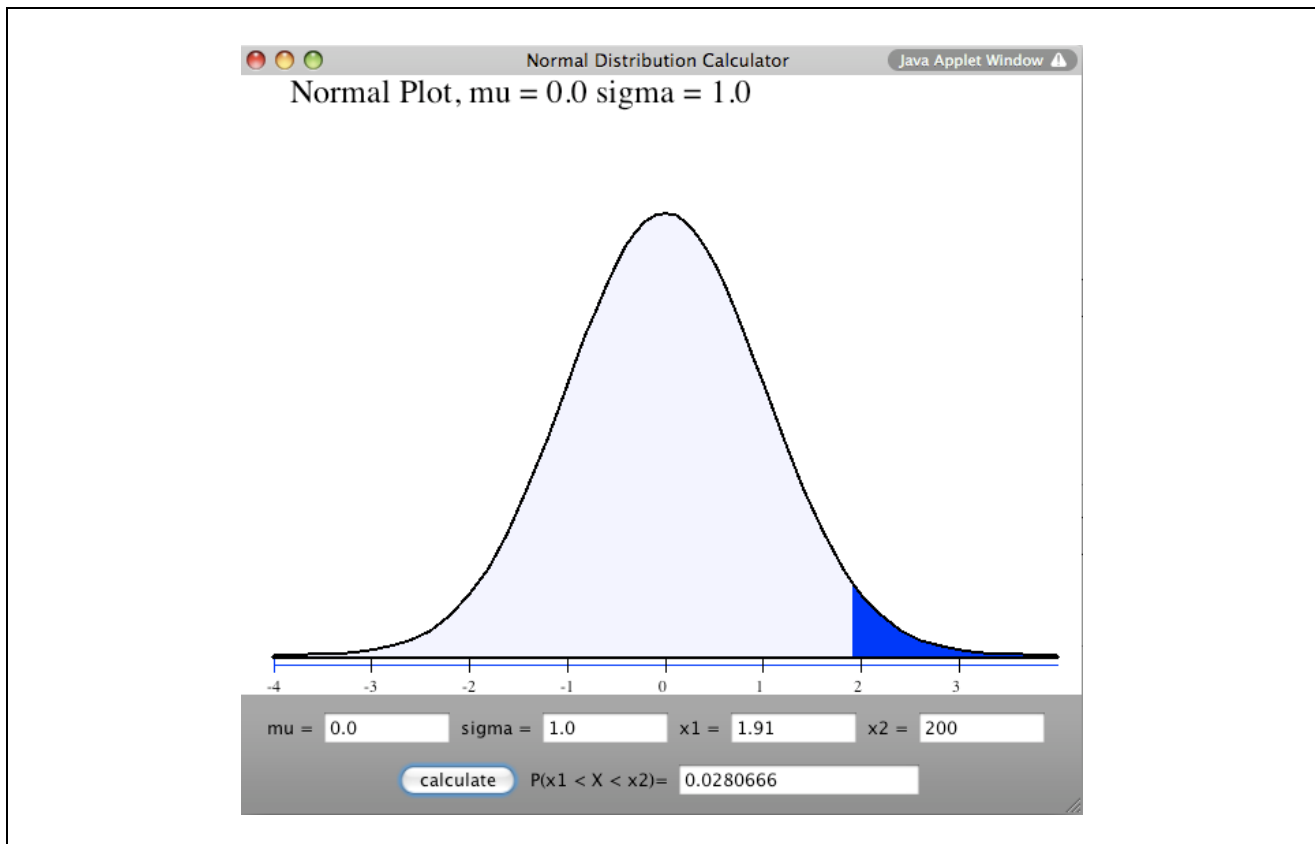 Normal Distribution Calculator Java Applet Window
Normal Plot, mu = 0.0 sigma = 1.0
-4 -3 -2 -1 0 1 2 3
mu = 0.0 sigma = 1.0 x1 = 1.91 x2 = 200
calculate P(x1 < X < x2)= 0.0280666